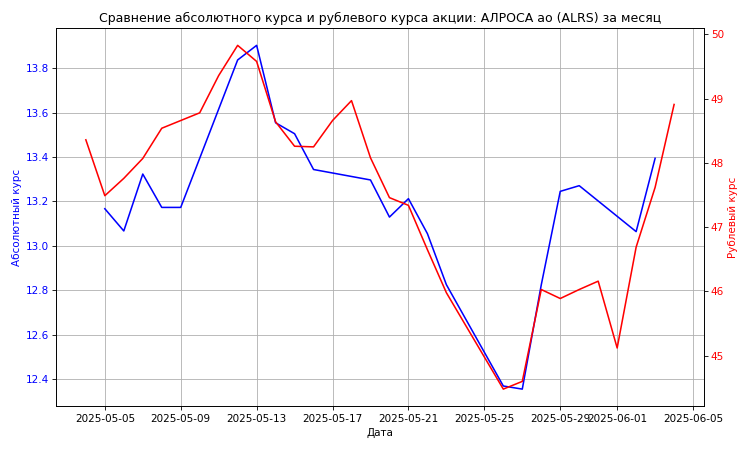 Сравнение абсолютного курса и рублевого курса акции: АЛРОСА ао (ALRS) за месяц
50
13.8
49
13.6
13.4
48
13.2
47
13.0
12.8
46
12.6
45
12.4
Абсолютный курс
Рублевый курс
2025-05-05 2025-05-09 2025-05-13 2025-05-17 2025-05-21 2025-05-25 2025-05-29 2025-06-01 2025-06-05
Дата